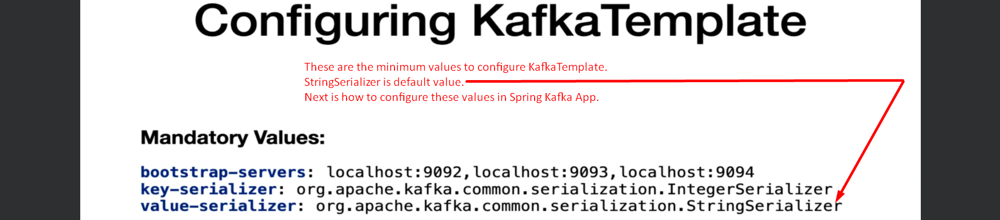 Configuring KafkaTemplate
These are the minimum values to configure KafkaTemplate.
StringSerializer is default value.
Next is how to configure these values in Spring Kafka App.
Mandatory Values:
bootstrap-servers: localhost:9092,localhost:9093,localhost:9094
key-serializer: org.apache.kafka.common.serialization.IntegerSerializer
value-serializer: org.apache.kafka.common.serialization.StringSerializer